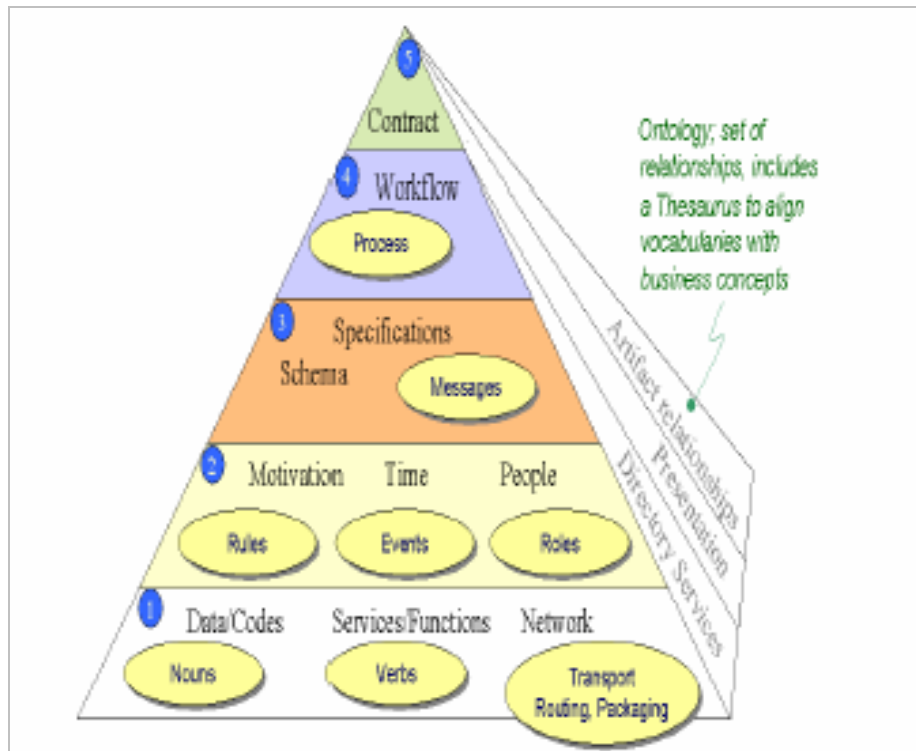 5
Contract
4
Workflow
Process
Ontology; set of
relationships, includes
a Thesaurus to align
vocabularies with
business concepts
3
Specifications
Schema
Messages
Artifact relationships
Presentation
Directory Services
2
Motivation Time People
Rules Events Roles
1
Data/Codes Services/Functions Network
Nouns Verbs Transport
Routing, Packaging